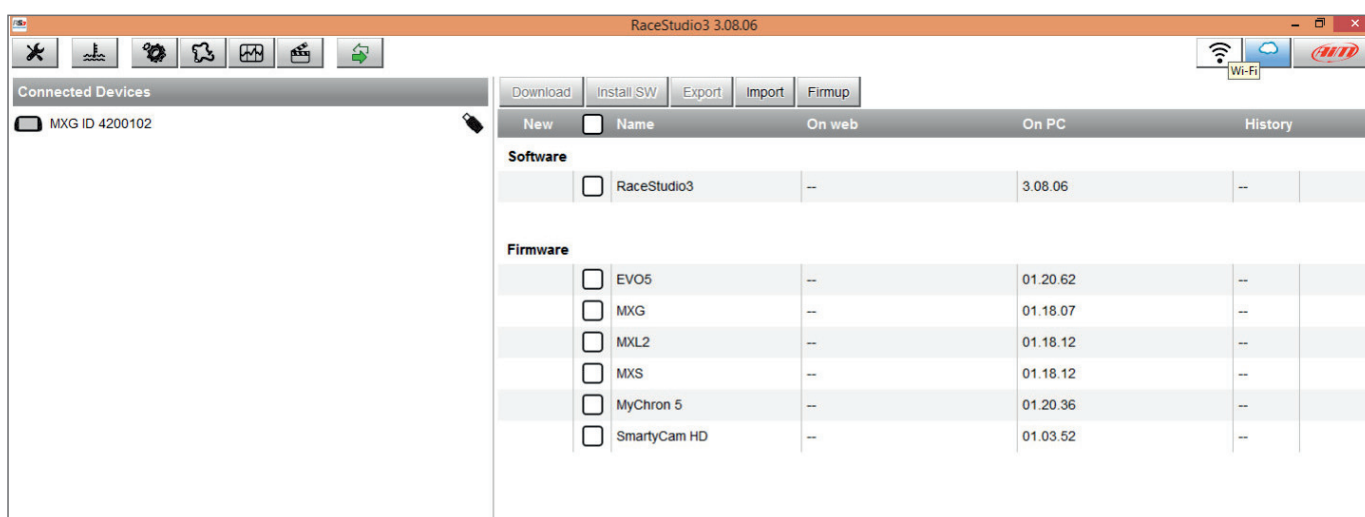 RaceStudio3 3.08.06
Wi-Fi
AIM
Connected Devices
MXG ID 4200102
Download Install SW Export Import Firmup
New Name On web On PC History
Software
RaceStudio3 -- 3.08.06 --
Firmware
EVO5 -- 01.20.62 --
MXG -- 01.18.07 --
MXL2 -- 01.18.12 --
MXS -- 01.18.12 --
MyChron 5 -- 01.20.36 --
SmartyCam HD -- 01.03.52 --